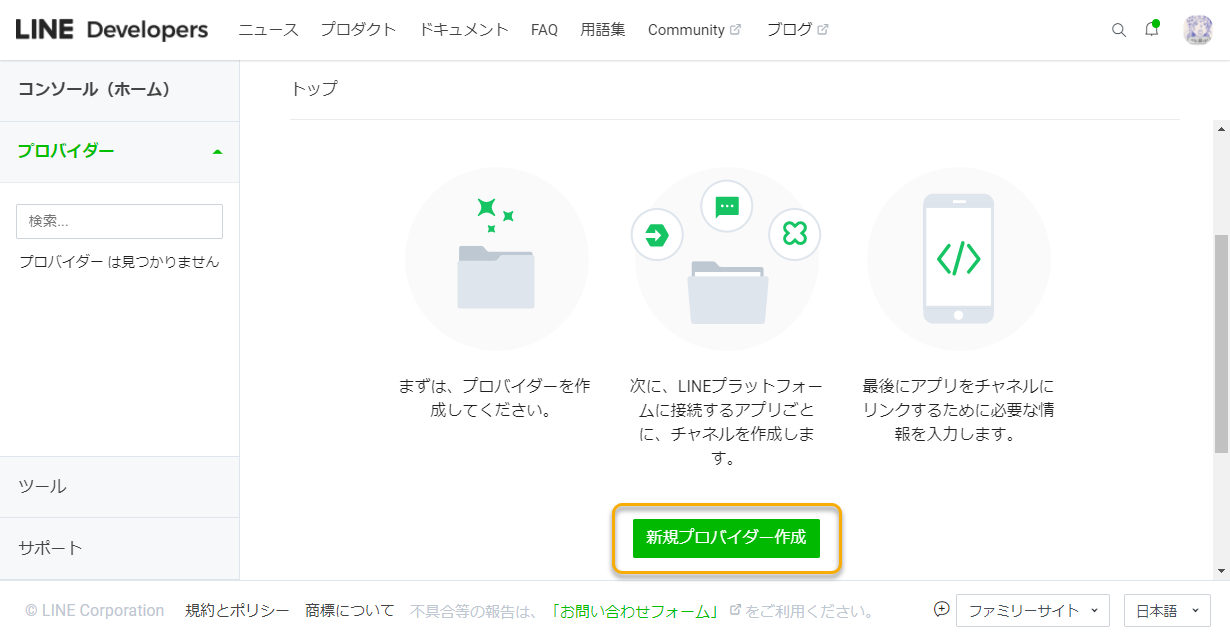 LINE Developers ニュース プロダクト ドキュメント FAQ 用語集 Community ブログ
コンソール（ホーム）
プロバイダー
検索...
プロバイダー は見つかりません
ツール
サポート
トップ
まずは、プロバイダーを作
成してください。
次に、LINEプラットフォー
ムに接続するアプリごと
に、チャネルを作成しま
す。
最後にアプリをチャネルに
リンクするために必要な情
報を入力します。
新規プロバイダー作成
© LINE Corporation 規約とポリシー 商標について 不具合等の報告は、「お問い合わせフォーム」 をご利用ください。 ファミリーサイト 日本語